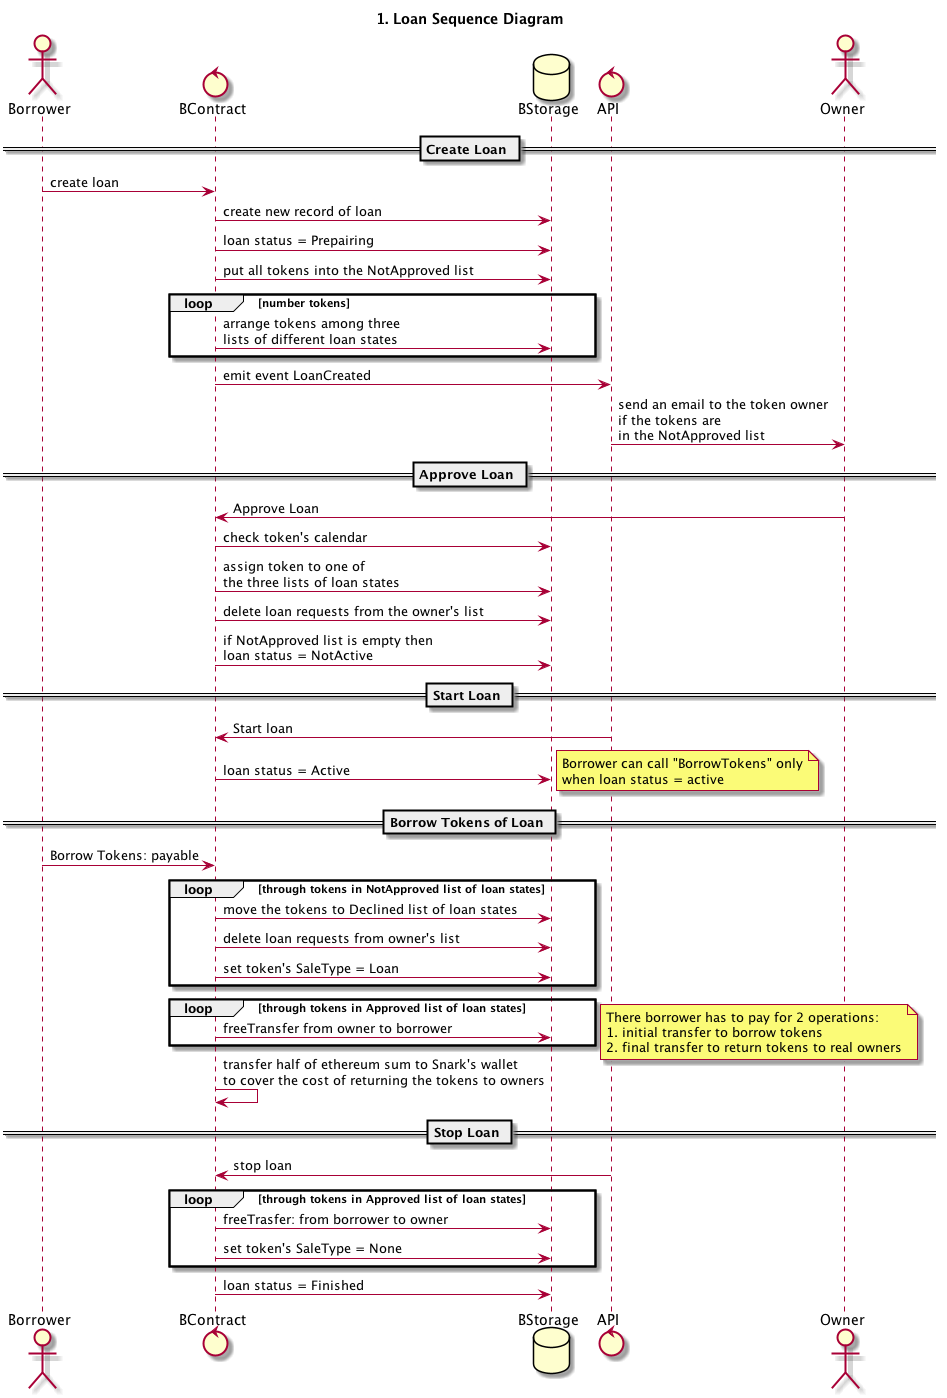 1. Loan Sequence Diagram
Borrower
BContract
BStorage
API
Owner
Create Loan
create loan
create new record of loan
loan status = Prepairing
put all tokens into the NotApproved list
loop
[number tokens]
arrange tokens among three
lists of different loan states
emit event LoanCreated
send an email to the token owner
if the tokens are
in the NotApproved list
Approve Loan
Approve Loan
check token's calendar
assign token to one of
the three lists of loan states
delete loan requests from the owner's list
if NotApproved list is empty then
loan status = NotActive
Start Loan
Start loan
loan status = Active
Borrower can call "BorrowTokens" only
when loan status = active
Borrow Tokens of Loan
Borrow Tokens: payable
loop
[through tokens in NotApproved list of loan states]
move the tokens to Declined list of loan states
delete loan requests from owner's list
set token's SaleType = Loan
loop
[through tokens in Approved list of loan states]
freeTransfer from owner to borrower
There borrower has to pay for 2 operations:
1. initial transfer to borrow tokens
2. final transfer to return tokens to real owners
transfer half of ethereum sum to Snark's wallet
to cover the cost of returning the tokens to owners
Stop Loan
stop loan
loop
[through tokens in Approved list of loan states]
freeTrasfer: from borrower to owner
set token's SaleType = None
loan status = Finished
Borrower
BContract
BStorage
API
Owner